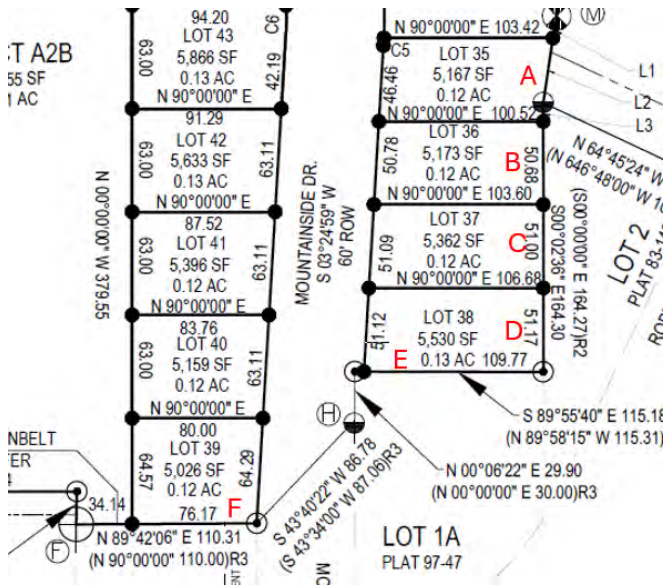 94.20
LOT 43
5,866 SF
0.13 AC
63.00
42.19
C6
N 90°00'00" E
CT A2B
55 SF
1 AC
91.29
LOT 42
5,633 SF
0.13 AC
63.00
63.11
N 90°00'00" E
87.52
LOT 41
5,396 SF
0.12 AC
63.00
63.11
N 90°00'00" E
N 00°00'00" W 379.55
83.76
LOT 40
5,159 SF
0.12 AC
63.00
63.11
N 90°00'00" E
80.00
LOT 39
5,026 SF
0.12 AC
64.57
64.29
76.17
F
NBELT
34.14
F
N 89°42'06" E 110.31
(N 90°00'00" 110.00)R3
MOUNTAINSIDE DR.
S 03°24'59" W
60' ROW
N 90°00'00" E 103.42
M
C5
LOT 35
5,167 SF
0.12 AC
A
46.46
L1
L2
L3
N 90°00'00" E 100.52
LOT 36
5,173 SF
0.12 AC
B
50.78
50.68
N 90°00'00" E 103.60
LOT 37
5,362 SF
0.12 AC
C
51.09
51.00
N 90°00'00" E 106.68
LOT 38
5,530 SF
0.13 AC 109.77
D
51.12
51.17
E
N 64°45'24" W
(N 646°48'00" W 10
S00°02'36" E164.30
(S00°00'00" E 164.27)R2
LOT 2
PLAT 83-14
S 89°55'40" E 115.18
(N 89°58'15" W 115.31)
H
N 00°06'22" E 29.90
(N 00°00'00" E 30.00)R3
S 43°40'22" W 86.78
(S 43°34'00" W 87.06)R3
LOT 1A
PLAT 97-47